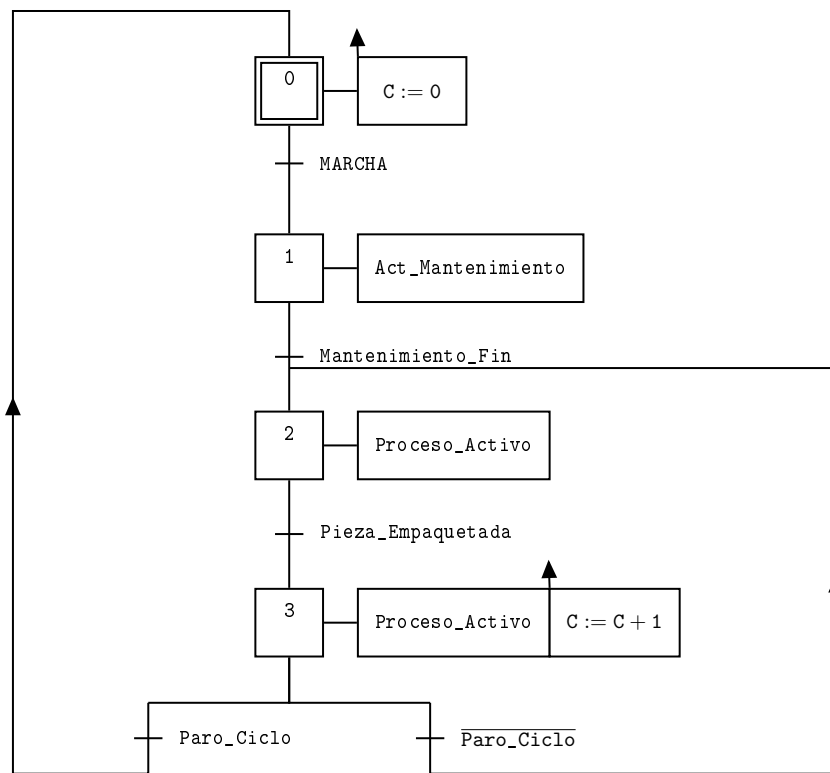 0
C := 0
MARCHA
1
Act_Mantenimiento
Mantenimiento_Fin
2
Proceso_Activo
Pieza_Empaquetada
3
Proceso_Activo
C := C + 1
Paro_Ciclo
Paro_Ciclo